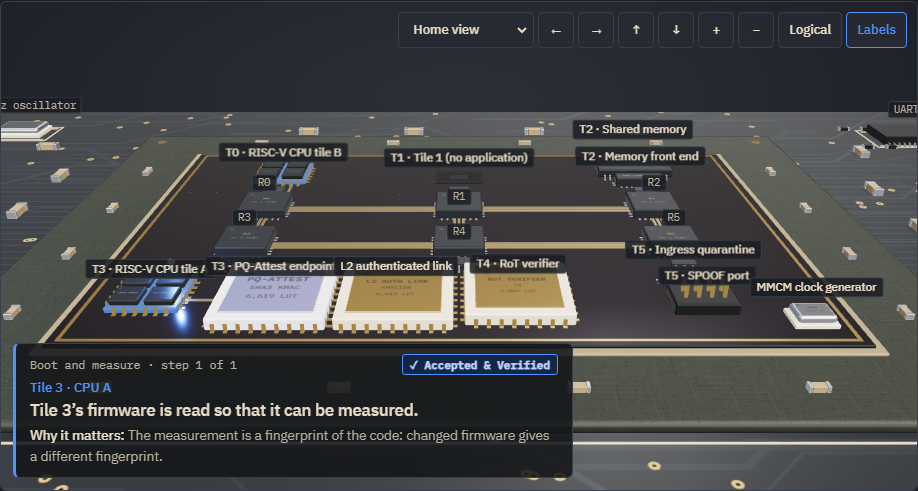 Home view
←
→
↑
↓
+
−
Logical
Labels
z oscillator
UART
T2 · Shared memory
T0 · RISC-V CPU tile B
T1 · Tile 1 (no application)
T2 · Memory front end
R0
R1
R2
R3
R4
R5
T5 · Ingress quarantine
T3 · RISC-V CPU tile A
T3 · PQ-Attest endpoint
L2 authenticated link
T4 · RoT verifier
T5 · SPOOF port
MMCM clock generator
PQ-ATTEST
SHA3 KMAC
6,619 LUT
L2 AUTH LINK
ROT VERIFIER
Boot and measure · step 1 of 1
✓ Accepted & Verified
Tile 3 · CPU A
Tile 3’s firmware is read so that it can be measured.
Why it matters: The measurement is a fingerprint of the code: changed firmware gives
a different fingerprint.